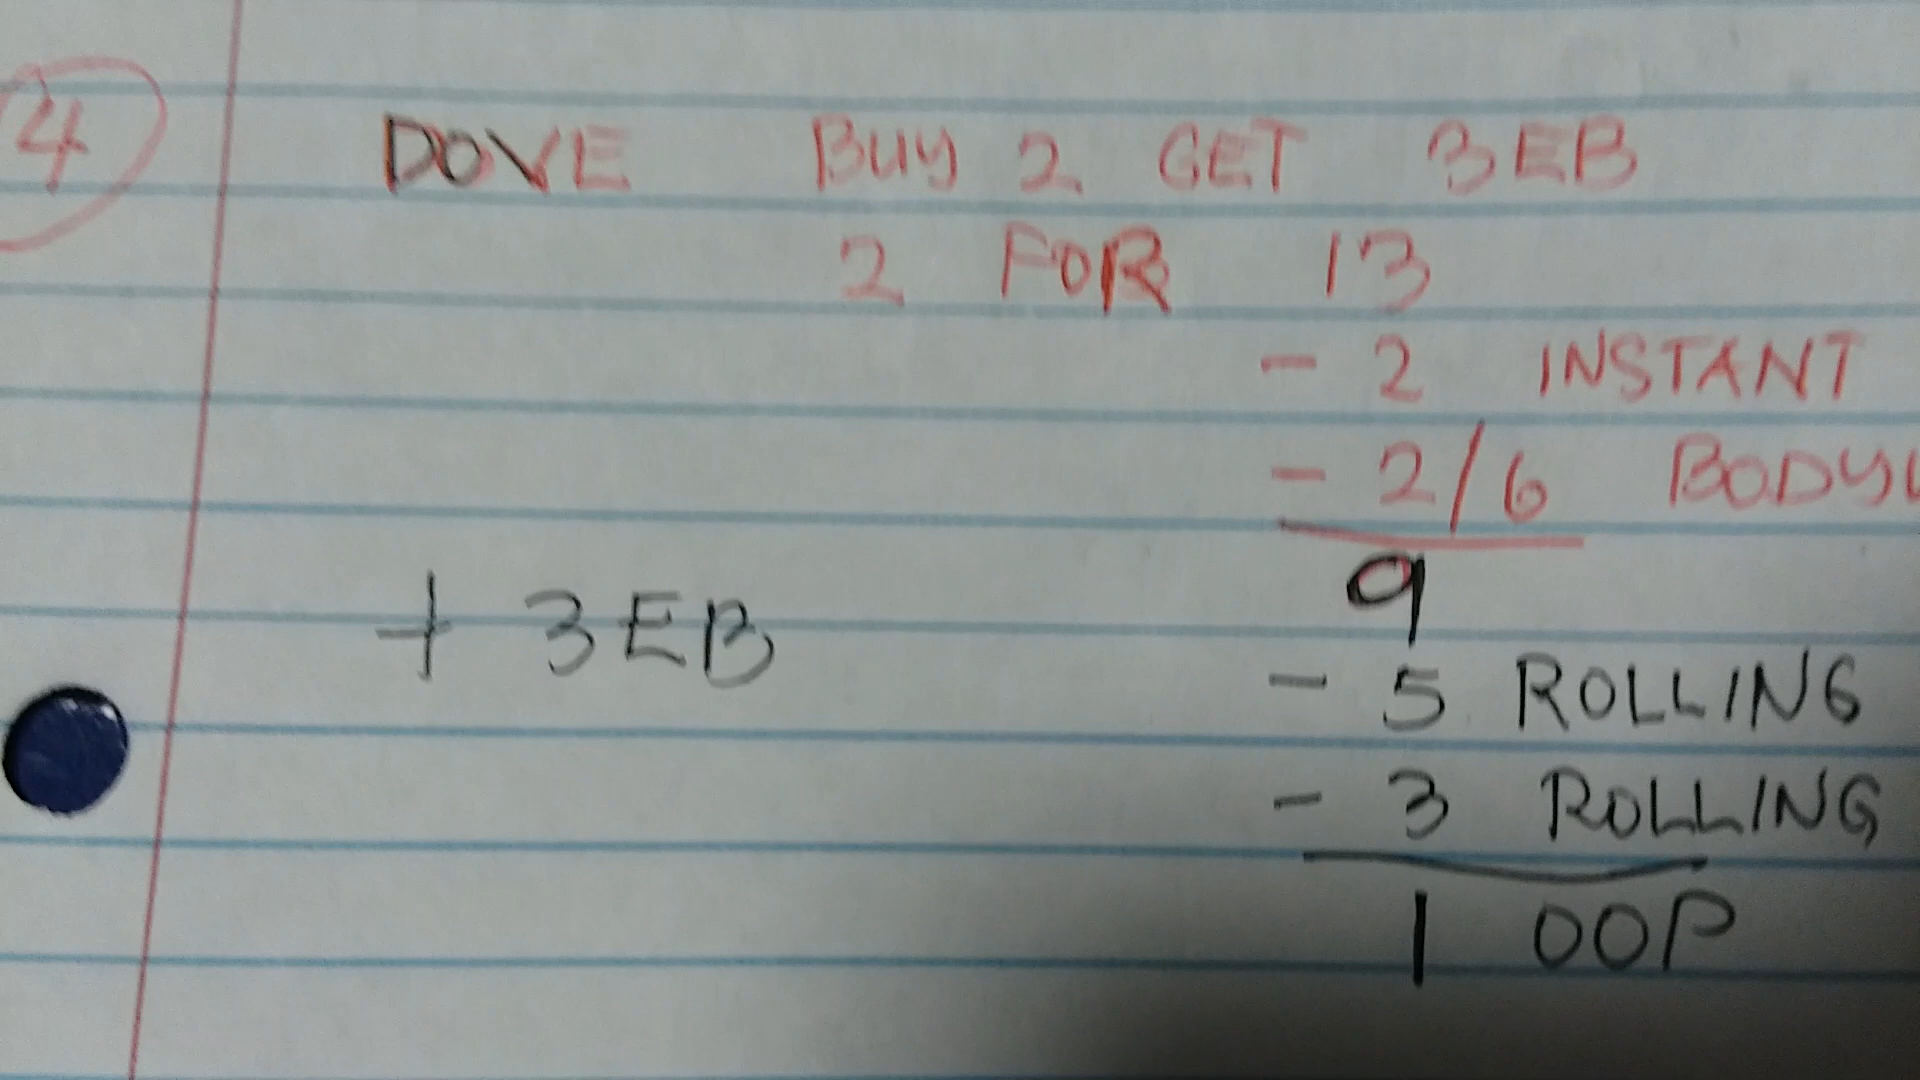 4 DOVE BUY 2 GET 3EB
2 FOR 13
- 2 INSTANT
- 2/6
9
+ 3EB
- 5 ROLLING
- 3 ROLLING
1 OOP